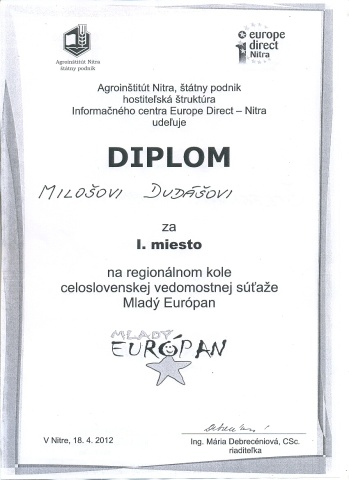 Agroinštitút Nitra
štátny podnik
europe
direct
Nitra
Agroinštitút Nitra, štátny podnik
hostiteľská štruktúra
Informačného centra Europe Direct – Nitra
udeľuje
DIPLOM
MILOŠOVI DUDÁŠOVI
za
I. miesto
na regionálnom kole
celoslovenskej vedomostnej súťaže
Mladý Európan
MLADÝ
EURÓPAN
V Nitre, 18. 4. 2012
Ing. Mária Debrecéniová, CSc.
riaditeľka